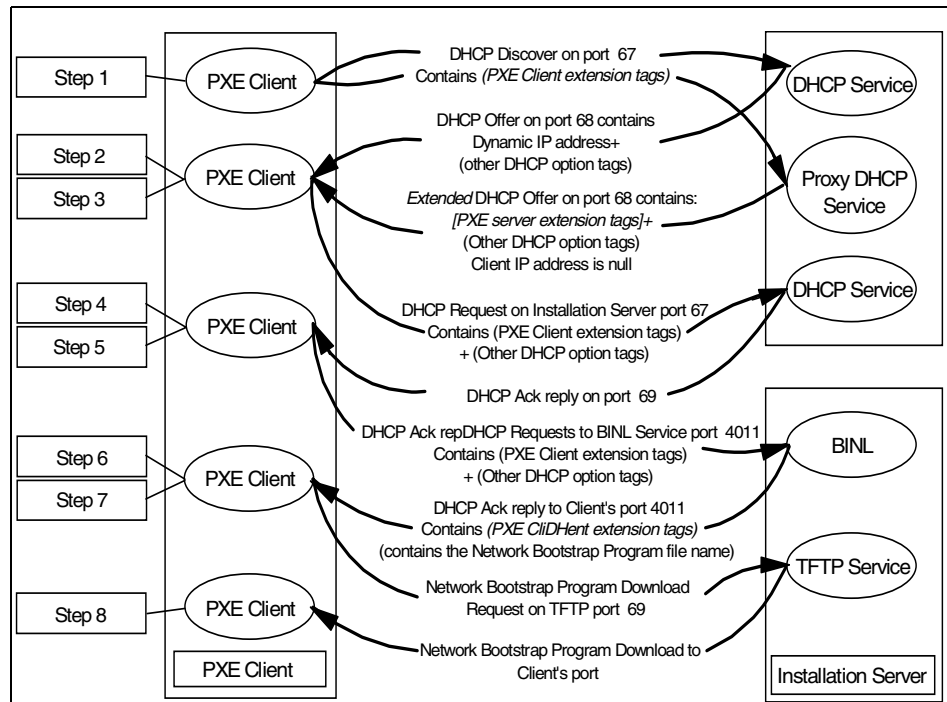 Step 1
PXE Client
DHCP Discover on port 67
Contains (PXE Client extension tags)
DHCP Service
Step 2
Step 3
PXE Client
DHCP Offer on port 68 contains
Dynamic IP address+
(other DHCP option tags)
Extended DHCP Offer on port 68 contains:
[PXE server extension tags]+
(Other DHCP option tags)
Client IP address is null
Proxy DHCP
Service
Step 4
Step 5
PXE Client
DHCP Request on Installation Server port 67
Contains (PXE Client extension tags)
+ (Other DHCP option tags)
DHCP Service
DHCP Ack reply on port 69
DHCP Ack repDHCP Requests to BINL Service port 4011
Contains (PXE Client extension tags)
+ (Other DHCP option tags)
BINL
Step 6
Step 7
PXE Client
DHCP Ack reply to Client's port 4011
Contains (PXE CliDHent extension tags)
(contains the Network Bootstrap Program file name)
Network Bootstrap Program Download
Request on TFTP port 69
TFTP Service
Step 8
PXE Client
Network Bootstrap Program Download to
Client's port
PXE Client
Installation Server